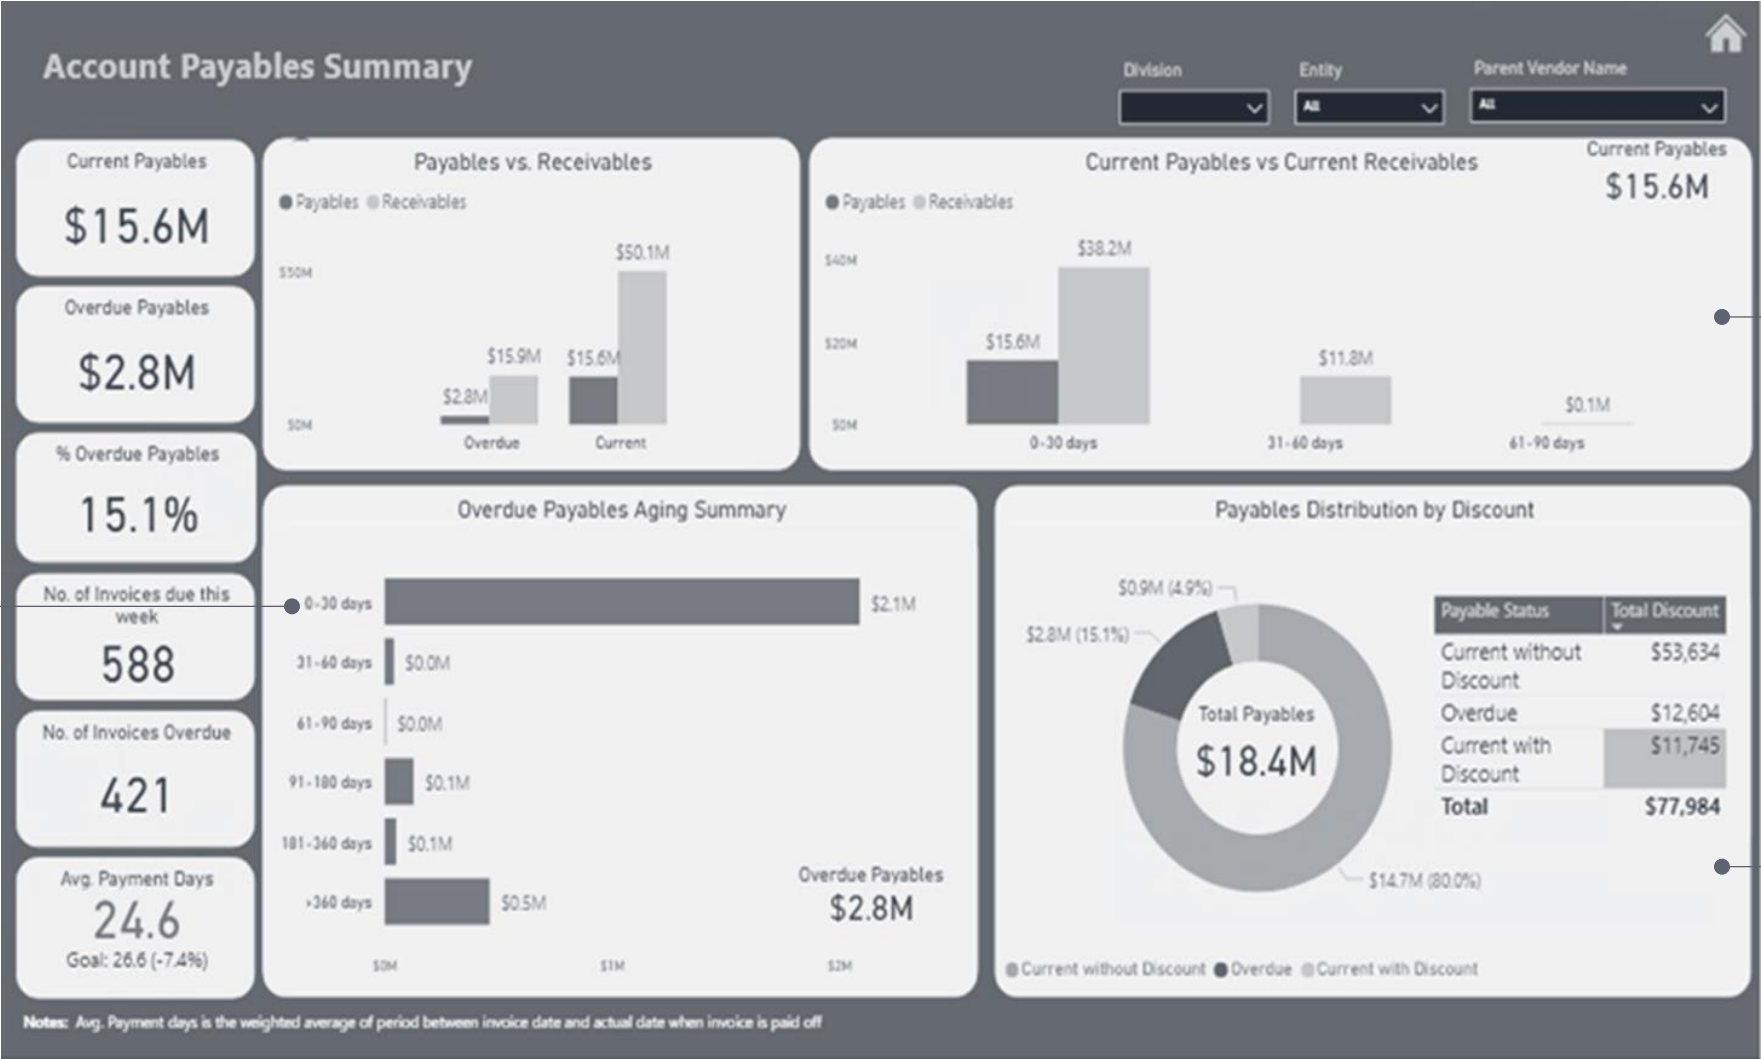 Account Payables Summary
Division
Entity
Parent Vendor Name
All
All
Current Payables
$15.6M
Overdue Payables
$2.8M
% Overdue Payables
15.1%
No. of Invoices due this
week
588
No. of Invoices Overdue
421
Avg. Payment Days
24.6
Goal: 26.6 (-7.4%)
Payables vs. Receivables
Payables Receivables
$50M
$0M
$2.8M
$15.9M
$15.6M
$50.1M
Overdue
Current
Current Payables vs Current Receivables
Current Payables
$15.6M
Payables Receivables
$40M
$20M
$0M
$15.6M
$38.2M
$11.8M
$0.1M
0-30 days
31-60 days
61-90 days
Overdue Payables Aging Summary
0-30 days
$2.1M
31-60 days
$0.0M
61-90 days
$0.0M
91-180 days
$0.1M
181-360 days
$0.1M
>360 days
$0.5M
Overdue Payables
$2.8M
$0M
$1M
$2M
Payables Distribution by Discount
$0.9M (4.9%)
$2.8M (15.1%)
Total Payables
$18.4M
$14.7M (80.0%)
Payable Status Total Discount
Current without $53,634
Discount
Overdue $12,604
Current with $11,745
Discount
Total $77,984
Current without Discount Overdue Current with Discount
Notes: Avg. Payment days is the weighted average of period between invoice date and actual date when invoice is paid off